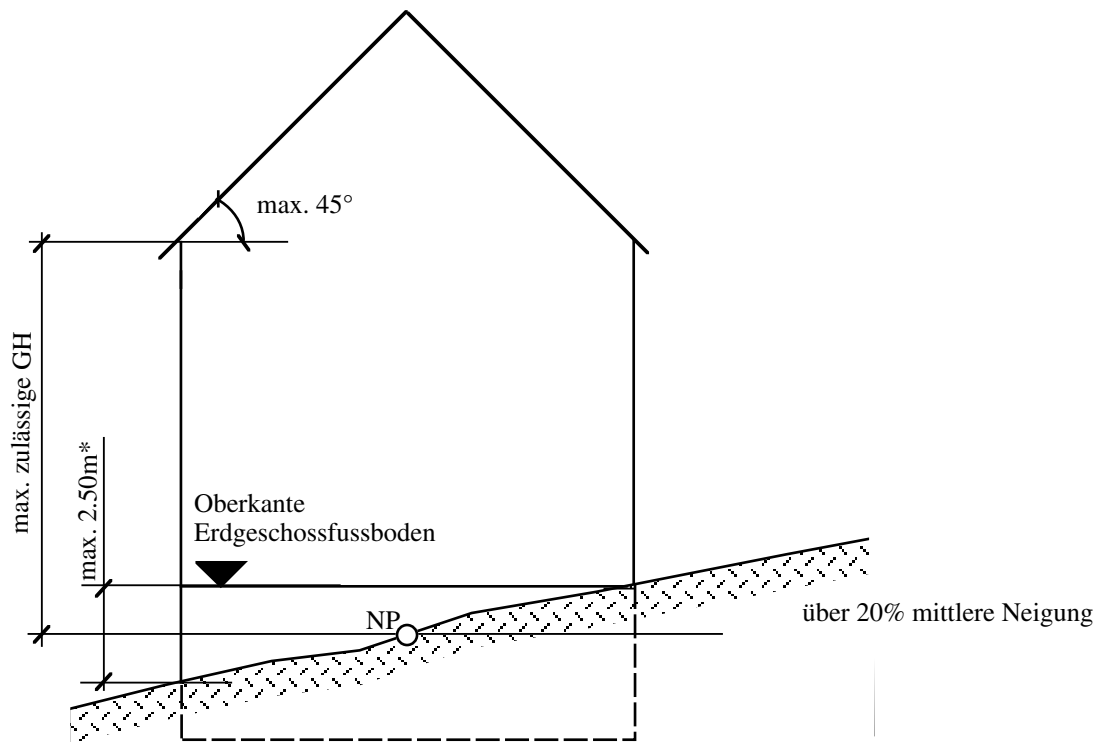 max. 45°
max. zulässige GH
max. 2.50m*
Oberkante
Erdgeschossfussboden
NP
über 20% mittlere Neigung